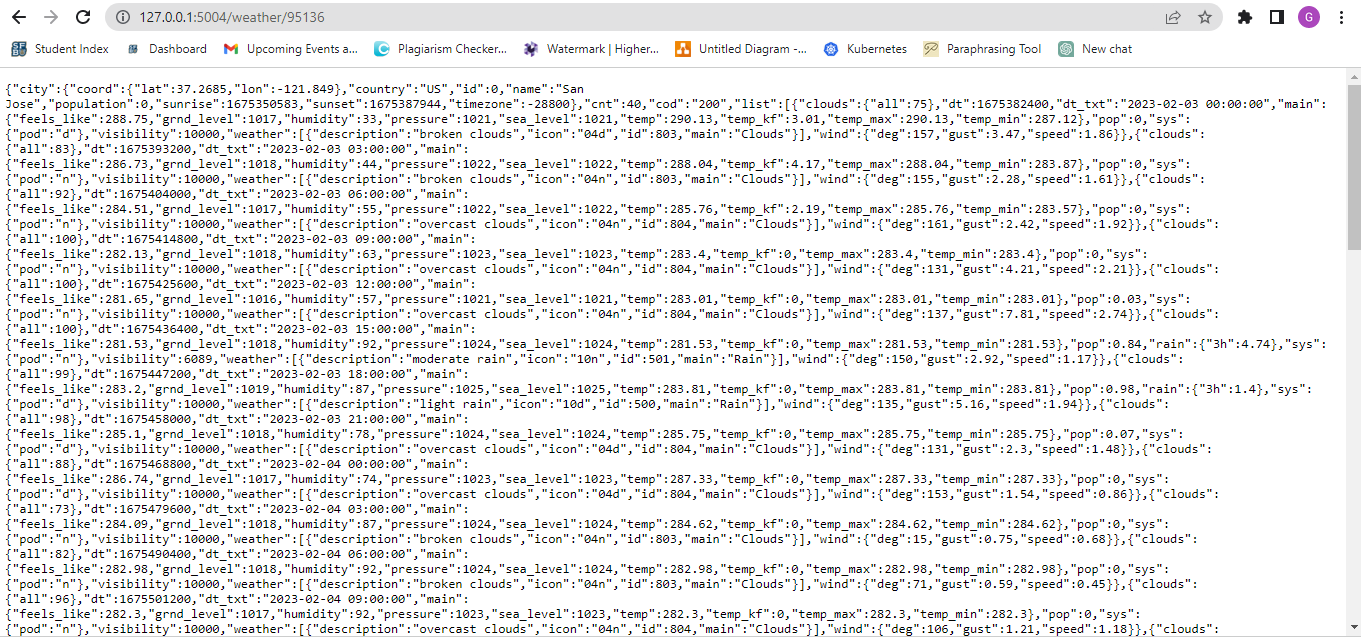 127.0.0.1:5004/weather/95136
G
Student Index Dashboard Upcoming Events a... Plagiarism Checker... Watermark | Higher... Untitled Diagram -... Kubernetes Paraphrasing Tool New chat
{"city":{"coord":{"lat":37.2685,"lon":-121.849},"country":"US","id":0,"name":"San
Jose","population":0,"sunrise":1675350583,"sunset":1675387944,"timezone":-28800},"cnt":40,"cod":"200","list":[{"clouds":{"all":75},"dt":1675382400,"dt_txt":"2023-02-03 00:00:00","main":
{"feels_like":288.75,"grnd_level":1017,"humidity":33,"pressure":1021,"sea_level":1021,"temp":290.13,"temp_kf":3.01,"temp_max":290.13,"temp_min":287.12},"pop":0,"sys":
{"pod":"d"},"visibility":10000,"weather":[{"description":"broken clouds","icon":"04d","id":803,"main":"Clouds"}],"wind":{"deg":157,"gust":3.47,"speed":1.86}},{"clouds":
{"all":83},"dt":1675393200,"dt_txt":"2023-02-03 03:00:00","main":
{"feels_like":286.73,"grnd_level":1018,"humidity":44,"pressure":1022,"sea_level":1022,"temp":288.04,"temp_kf":4.17,"temp_max":288.04,"temp_min":283.87},"pop":0,"sys":
{"pod":"n"},"visibility":10000,"weather":[{"description":"broken clouds","icon":"04n","id":803,"main":"Clouds"}],"wind":{"deg":155,"gust":2.28,"speed":1.61}},{"clouds":
{"all":92},"dt":1675404000,"dt_txt":"2023-02-03 06:00:00","main":
{"feels_like":284.51,"grnd_level":1017,"humidity":55,"pressure":1022,"sea_level":1022,"temp":285.76,"temp_kf":2.19,"temp_max":285.76,"temp_min":283.57},"pop":0,"sys":
{"pod":"n"},"visibility":10000,"weather":[{"description":"overcast clouds","icon":"04n","id":804,"main":"Clouds"}],"wind":{"deg":161,"gust":2.42,"speed":1.92}},{"clouds":
{"all":100},"dt":1675414800,"dt_txt":"2023-02-03 09:00:00","main":
{"feels_like":282.13,"grnd_level":1018,"humidity":63,"pressure":1023,"sea_level":1023,"temp":283.4,"temp_kf":0,"temp_max":283.4,"temp_min":283.4},"pop":0,"sys":
{"pod":"n"},"visibility":10000,"weather":[{"description":"overcast clouds","icon":"04n","id":804,"main":"Clouds"}],"wind":{"deg":131,"gust":4.21,"speed":2.21}},{"clouds":
{"all":100},"dt":1675425600,"dt_txt":"2023-02-03 12:00:00","main":
{"feels_like":281.65,"grnd_level":1016,"humidity":57,"pressure":1021,"sea_level":1021,"temp":283.01,"temp_kf":0,"temp_max":283.01,"temp_min":283.01},"pop":0.03,"sys":
{"pod":"n"},"visibility":10000,"weather":[{"description":"overcast clouds","icon":"04n","id":804,"main":"Clouds"}],"wind":{"deg":137,"gust":7.81,"speed":2.74}},{"clouds":
{"all":100},"dt":1675436400,"dt_txt":"2023-02-03 15:00:00","main":
{"feels_like":281.53,"grnd_level":1018,"humidity":92,"pressure":1024,"sea_level":1024,"temp":281.53,"temp_kf":0,"temp_max":281.53,"temp_min":281.53},"pop":0.84,"rain":{"3h":4.74},"sys":
{"pod":"n"},"visibility":6089,"weather":[{"description":"moderate rain","icon":"10n","id":501,"main":"Rain"}],"wind":{"deg":150,"gust":2.92,"speed":1.17}},{"clouds":
{"all":99},"dt":1675447200,"dt_txt":"2023-02-03 18:00:00","main":
{"feels_like":283.2,"grnd_level":1019,"humidity":87,"pressure":1025,"sea_level":1025,"temp":283.81,"temp_kf":0,"temp_max":283.81,"temp_min":283.81},"pop":0.98,"rain":{"3h":1.4},"sys":
{"pod":"d"},"visibility":10000,"weather":[{"description":"light rain","icon":"10d","id":500,"main":"Rain"}],"wind":{"deg":135,"gust":5.16,"speed":1.94}},{"clouds":
{"all":98},"dt":1675458000,"dt_txt":"2023-02-03 21:00:00","main":
{"feels_like":285.1,"grnd_level":1018,"humidity":78,"pressure":1024,"sea_level":1024,"temp":285.75,"temp_kf":0,"temp_max":285.75,"temp_min":285.75},"pop":0.07,"sys":
{"pod":"d"},"visibility":10000,"weather":[{"description":"overcast clouds","icon":"04d","id":804,"main":"Clouds"}],"wind":{"deg":131,"gust":2.3,"speed":1.48}},{"clouds":
{"all":88},"dt":1675468800,"dt_txt":"2023-02-04 00:00:00","main":
{"feels_like":286.74,"grnd_level":1017,"humidity":74,"pressure":1023,"sea_level":1023,"temp":287.33,"temp_kf":0,"temp_max":287.33,"temp_min":287.33},"pop":0,"sys":
{"pod":"d"},"visibility":10000,"weather":[{"description":"overcast clouds","icon":"04d","id":804,"main":"Clouds"}],"wind":{"deg":153,"gust":1.54,"speed":0.86}},{"clouds":
{"all":73},"dt":1675479600,"dt_txt":"2023-02-04 03:00:00","main":
{"feels_like":284.09,"grnd_level":1018,"humidity":87,"pressure":1024,"sea_level":1024,"temp":284.62,"temp_kf":0,"temp_max":284.62,"temp_min":284.62},"pop":0,"sys":
{"pod":"n"},"visibility":10000,"weather":[{"description":"broken clouds","icon":"04n","id":803,"main":"Clouds"}],"wind":{"deg":15,"gust":0.75,"speed":0.68}},{"clouds":
{"all":82},"dt":1675490400,"dt_txt":"2023-02-04 06:00:00","main":
{"feels_like":282.98,"grnd_level":1018,"humidity":92,"pressure":1024,"sea_level":1024,"temp":282.98,"temp_kf":0,"temp_max":282.98,"temp_min":282.98},"pop":0,"sys":
{"pod":"n"},"visibility":10000,"weather":[{"description":"broken clouds","icon":"04n","id":803,"main":"Clouds"}],"wind":{"deg":71,"gust":0.59,"speed":0.45}},{"clouds":
{"all":96},"dt":1675501200,"dt_txt":"2023-02-04 09:00:00","main":
{"feels_like":282.3,"grnd_level":1017,"humidity":92,"pressure":1023,"sea_level":1023,"temp":282.3,"temp_kf":0,"temp_max":282.3,"temp_min":282.3},"pop":0,"sys":
{"pod":"n"},"visibility":10000,"weather":[{"description":"overcast clouds","icon":"04n","id":804,"main":"Clouds"}],"wind":{"deg":106,"gust":1.21,"speed":1.18}},{"clouds":